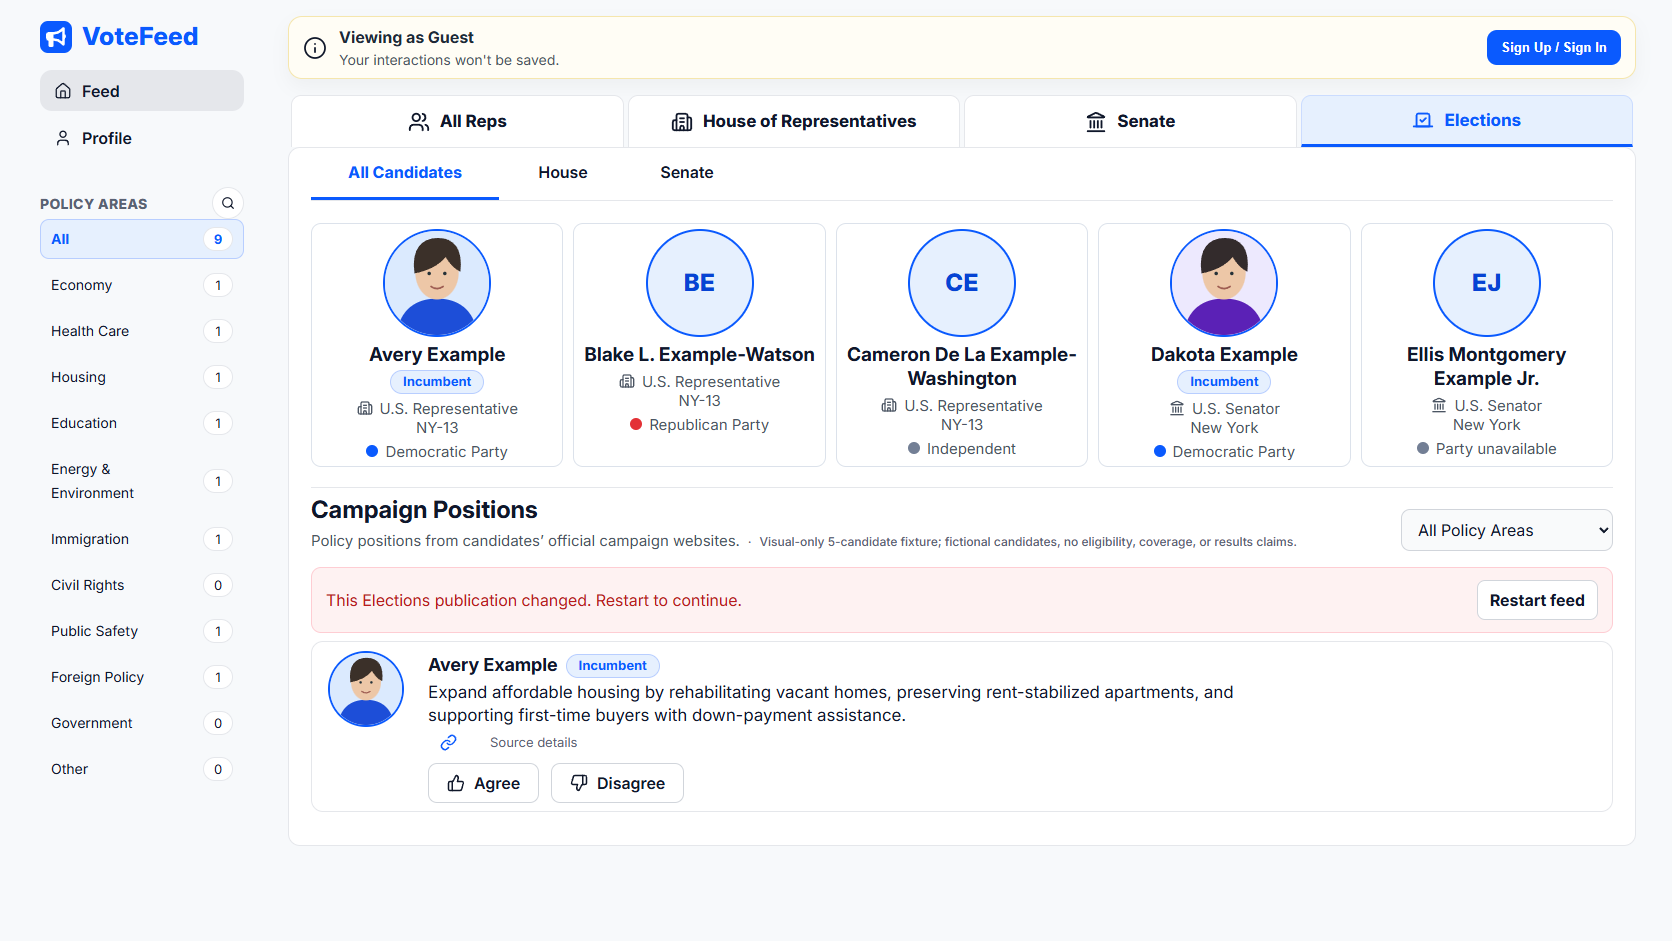 VoteFeed
Feed
Profile
POLICY AREAS
All 9
Economy 1
Health Care 1
Housing 1
Education 1
Energy &
Environment 1
Immigration 1
Civil Rights 0
Public Safety 1
Foreign Policy 1
Government 0
Other 0
Viewing as Guest
Your interactions won't be saved.
Sign Up / Sign In
All Reps
House of Representatives
Senate
Elections
All Candidates
House
Senate
Avery Example
Incumbent
U.S. Representative
NY-13
Democratic Party
BE
Blake L. Example-Watson
U.S. Representative
NY-13
Republican Party
CE
Cameron De La Example-
Washington
U.S. Representative
NY-13
Independent
Dakota Example
Incumbent
U.S. Senator
New York
Democratic Party
EJ
Ellis Montgomery
Example Jr.
U.S. Senator
New York
Party unavailable
Campaign Positions
Policy positions from candidates’ official campaign websites. · Visual-only 5-candidate fixture; fictional candidates, no eligibility, coverage, or results claims.
All Policy Areas
This Elections publication changed. Restart to continue.
Restart feed
Avery Example Incumbent
Expand affordable housing by rehabilitating vacant homes, preserving rent-stabilized apartments, and
supporting first-time buyers with down-payment assistance.
Source details
Agree
Disagree